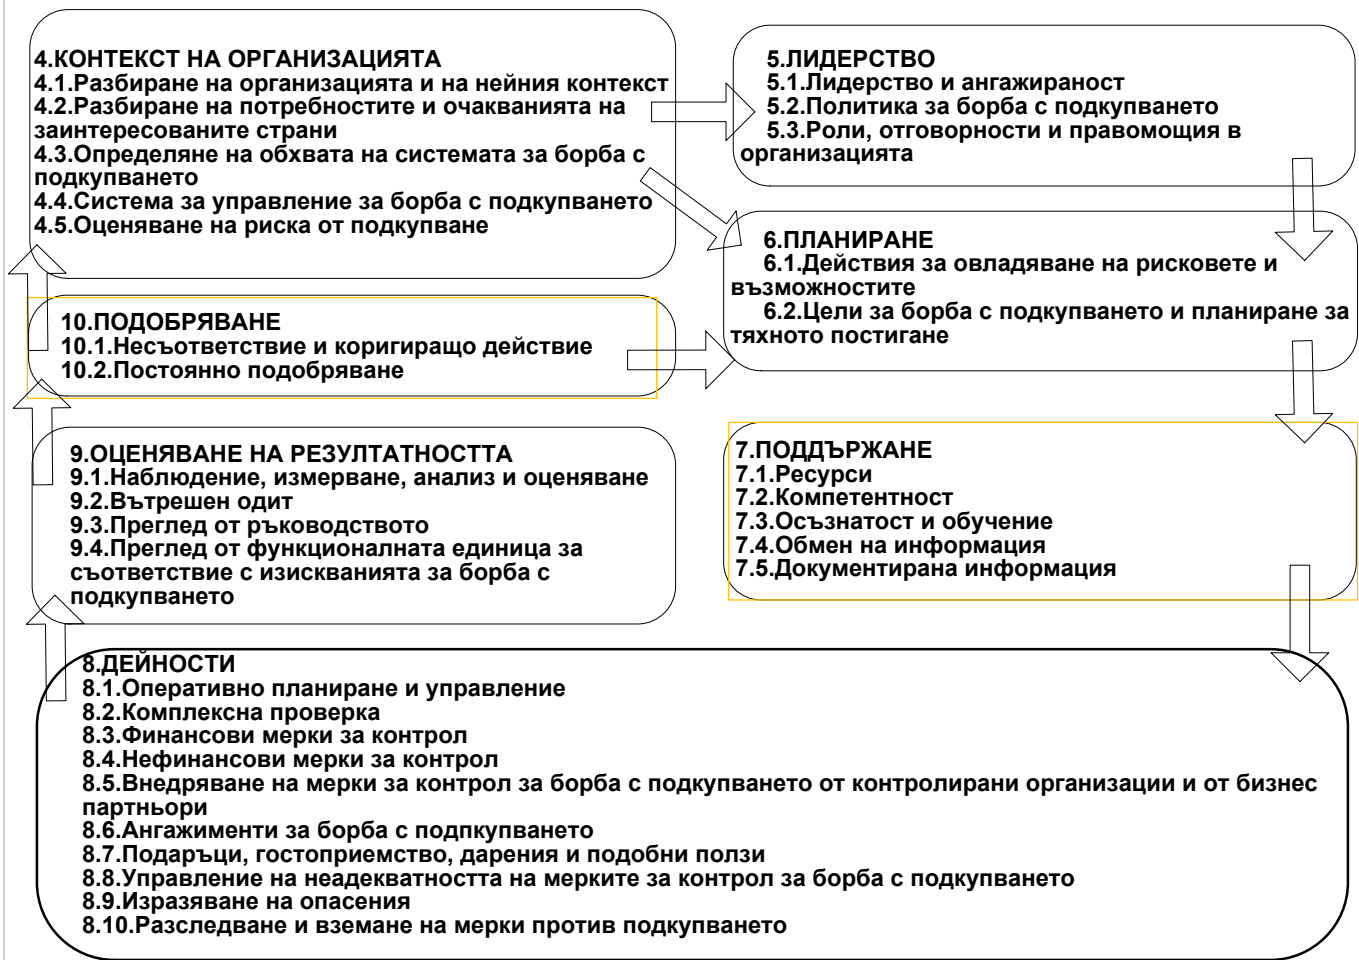 4.КОНТЕКСТ НА ОРГАНИЗАЦИЯТА
4.1.Разбиране на организацията и на нейния контекст
4.2.Разбиране на потребностите и очакванията на
заинтересованите страни
4.3.Определяне на обхвата на системата за борба с
подкупването
4.4.Система за управление за борба с подкупването
4.5.Оценяване на риска от подкупване
5.ЛИДЕРСТВО
5.1.Лидерство и ангажираност
5.2.Политика за борба с подкупването
5.3.Роли, отговорности и правомощия в
организацията
6.ПЛАНИРАНЕ
6.1.Действия за овладяване на рисковете и
възможностите
6.2.Цели за борба с подкупването и планиране за
тяхното постигане
10.ПОДОБРЯВАНЕ
10.1.Несъответствие и коригиращо действие
10.2.Постоянно подобряване
9.ОЦЕНЯВАНЕ НА РЕЗУЛТАТНОСТТА
9.1.Наблюдение, измерване, анализ и оценяване
9.2.Вътрешен одит
9.3.Преглед от ръководството
9.4.Преглед от функционалната единица за
съответствие с изискванията за борба с
подкупването
7.ПОДДЪРЖАНЕ
7.1.Ресурси
7.2.Компетентност
7.3.Осъзнатост и обучение
7.4.Обмен на информация
7.5.Документирана информация
8.ДЕЙНОСТИ
8.1.Оперативно планиране и управление
8.2.Комплексна проверка
8.3.Финансови мерки за контрол
8.4.Нефинансови мерки за контрол
8.5.Внедряване на мерки за контрол за борба с подкупването от контролирани организации и от бизнес
партньори
8.6.Ангажименти за борба с подпкупването
8.7.Подаръци, гостоприемство, дарения и подобни ползи
8.8.Управление на неадекватността на мерките за контрол за борба с подкупването
8.9.Изразяване на опасения
8.10.Разследване и вземане на мерки против подкупването